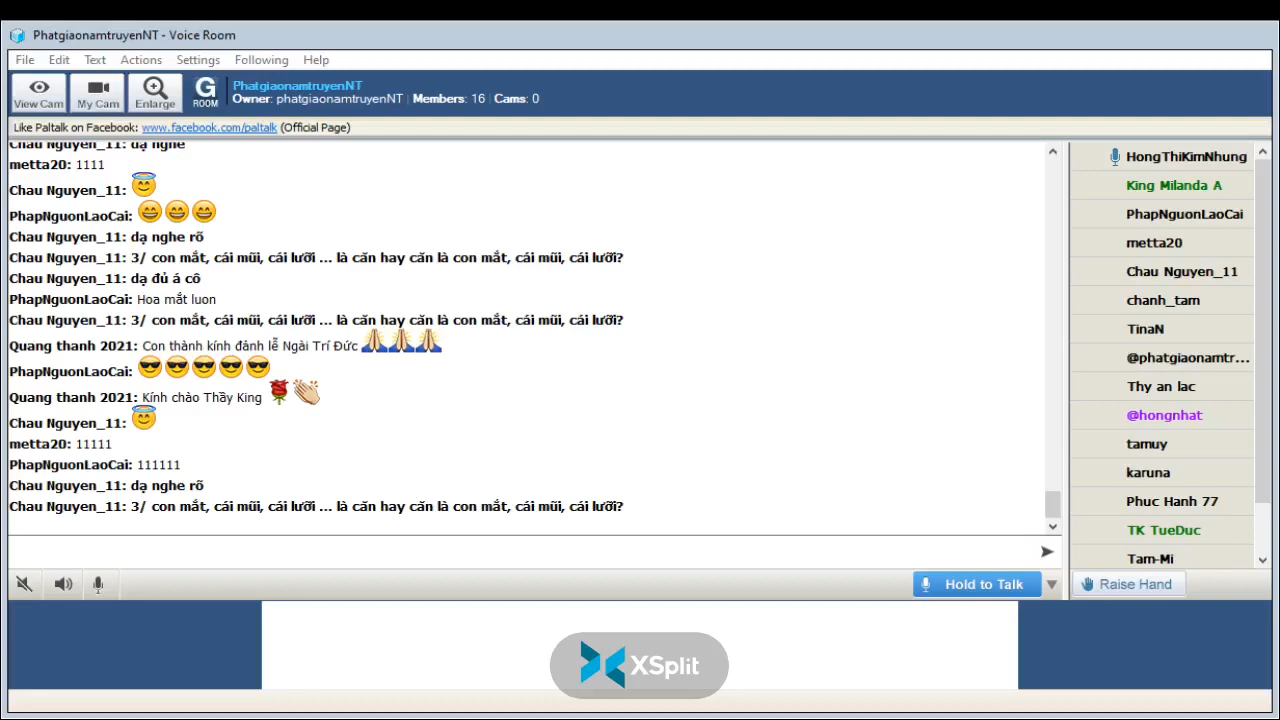 PhatgiaonamtruyenNT - Voice Room
File Edit Text Actions Settings Following Help
View Cam My Cam Enlarge G ROOM
PhatgiaonamtruyenNT
Owner: phatgiaonamtruyenNT | Members: 16 | Cams: 0
Like Paltalk on Facebook: www.facebook.com/paltalk (Official Page)
Chau Nguyen_11: dạ nghe
metta20: 1111
Chau Nguyen_11:
PhapNguonLaoCai:
Chau Nguyen_11: dạ nghe rõ
Chau Nguyen_11: 3/ con mắt, cái mũi, cái lưỡi ... là căn hay căn là con mắt, cái mũi, cái lưỡi?
Chau Nguyen_11: dạ đủ á cô
PhapNguonLaoCai: Hoa mắt luon
Chau Nguyen_11: 3/ con mắt, cái mũi, cái lưỡi ... là căn hay căn là con mắt, cái mũi, cái lưỡi?
Quang thanh 2021: Con thành kính đảnh lễ Ngài Trí Đức
PhapNguonLaoCai:
Quang thanh 2021: Kính chào Thầy King
Chau Nguyen_11:
metta20: 11111
PhapNguonLaoCai: 111111
Chau Nguyen_11: dạ nghe rõ
Chau Nguyen_11: 3/ con mắt, cái mũi, cái lưỡi ... là căn hay căn là con mắt, cái mũi, cái lưỡi?
HongThiKimNhung
King Milanda A
PhapNguonLaoCai
metta20
Chau Nguyen_11
chanh_tam
TinaN
@phatgiaonamtr...
Thy an lac
@hongnhat
tamuy
karuna
Phuc Hanh 77
TK TueDuc
Tam-Mi
Hold to Talk
Raise Hand
XSplit